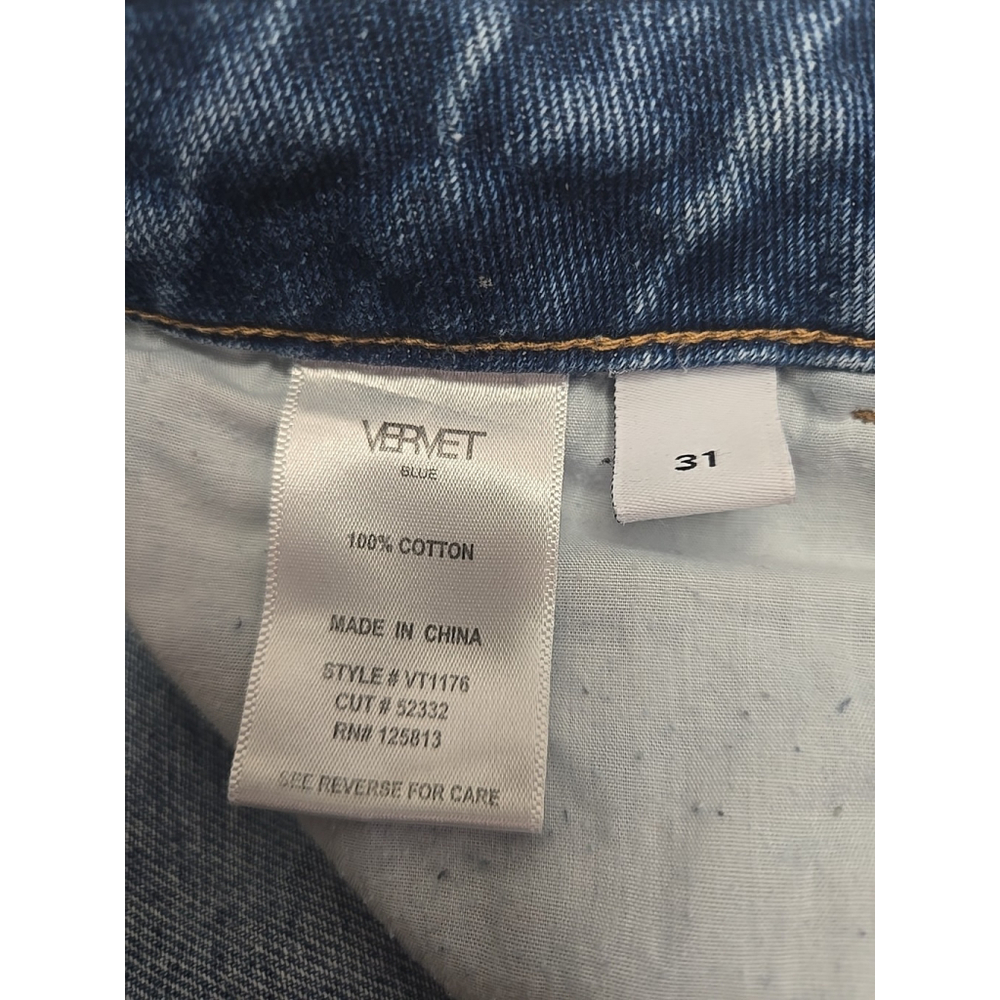 VERVET
BLUE
100% COTTON
MADE IN CHINA
STYLE # VT1176
CUT # 52332
RN# 125813
SEE REVERSE FOR CARE
31